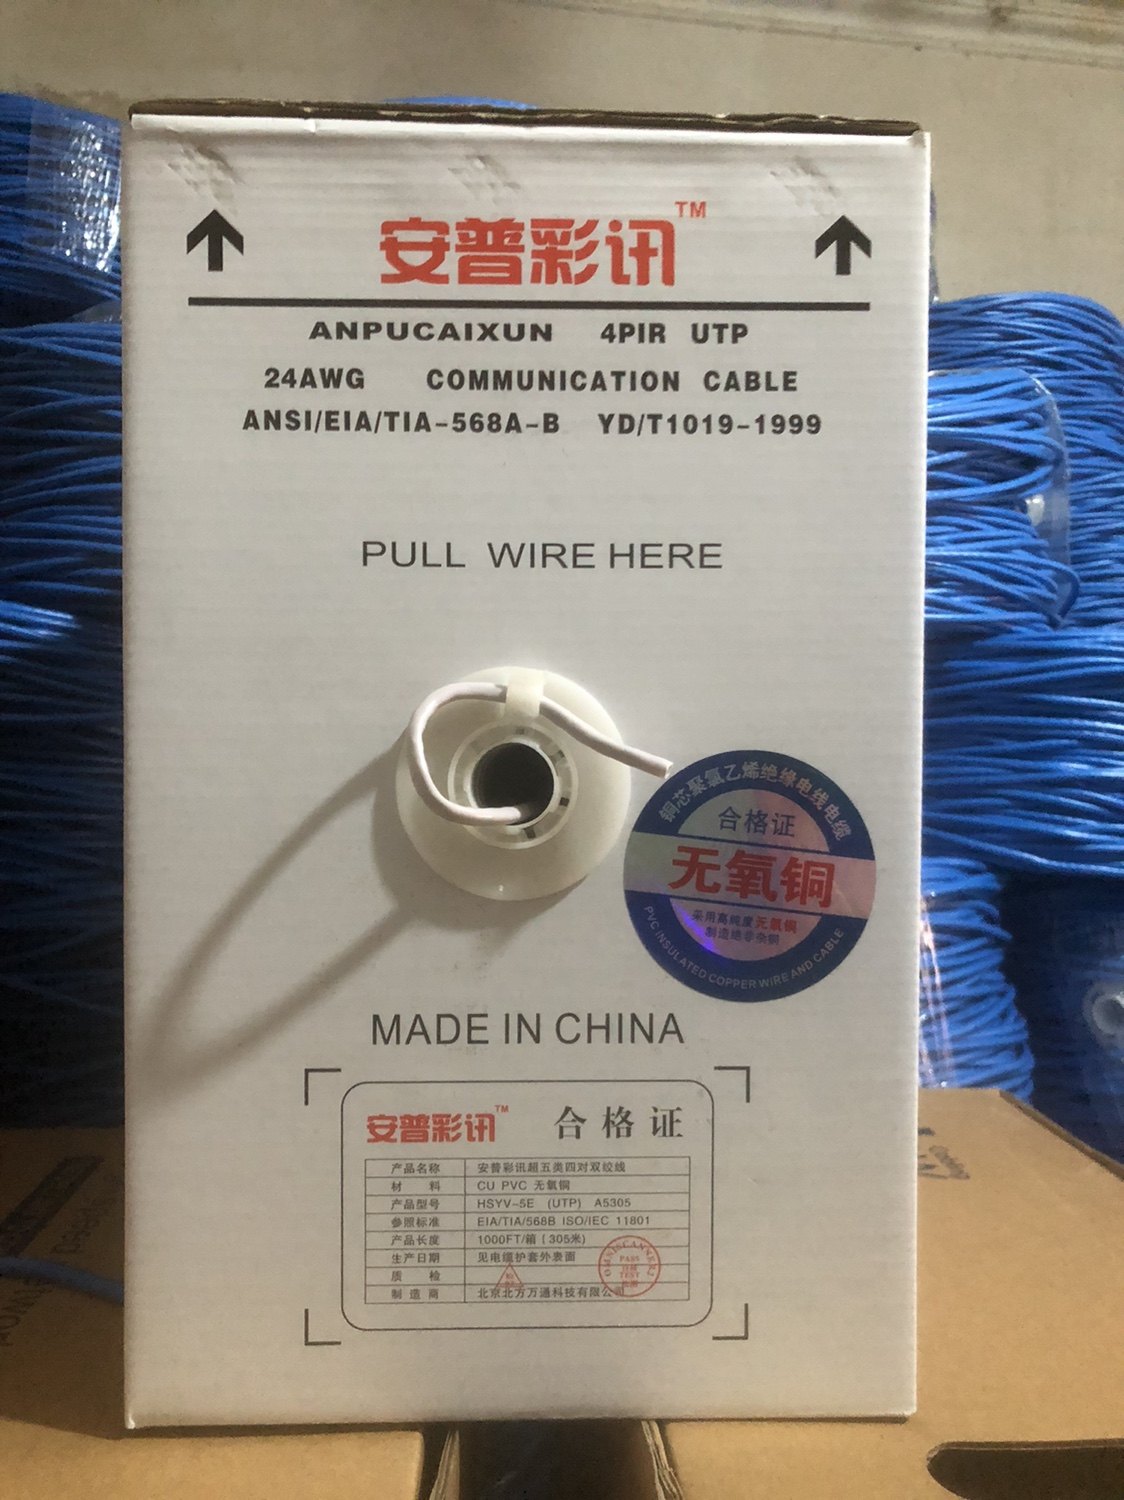 安普彩讯™
ANPUCAIXUN 4PIR UTP
24AWG COMMUNICATION CABLE
ANSI/EIA/TIA-568A-B YD/T1019-1999
PULL WIRE HERE
铜芯聚氯乙烯绝缘电线电缆
合格证
无氧铜
采用高纯度无氧铜
制造绝非杂铜
PVC INSULATED COPPER WIRE AND CABLE
MADE IN CHINA
安普彩讯™ 合格证
产品名称 安普彩讯超五类四对双绞线
材料 CU PVC 无氧铜
产品型号 HSYV-5E (UTP) A5305
参照标准 EIA/TIA/568B ISO/IEC 11801
产品长度 1000FT/箱(305米)
生产日期 见电缆护套外表面
质检
制造商 北京北方万通科技有限公司
PASS
TEST